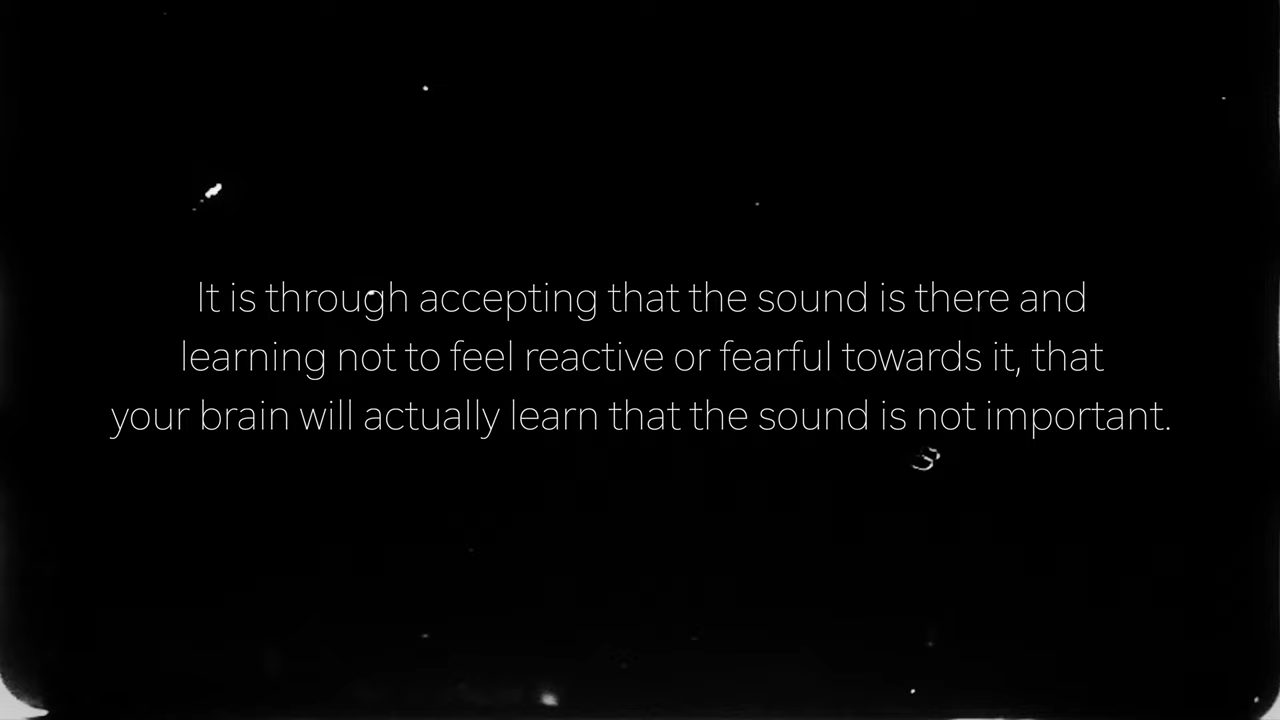 It is through accepting that the sound is there and
learning not to feel reactive or fearful towards it, that
your brain will actually learn that the sound is not important.